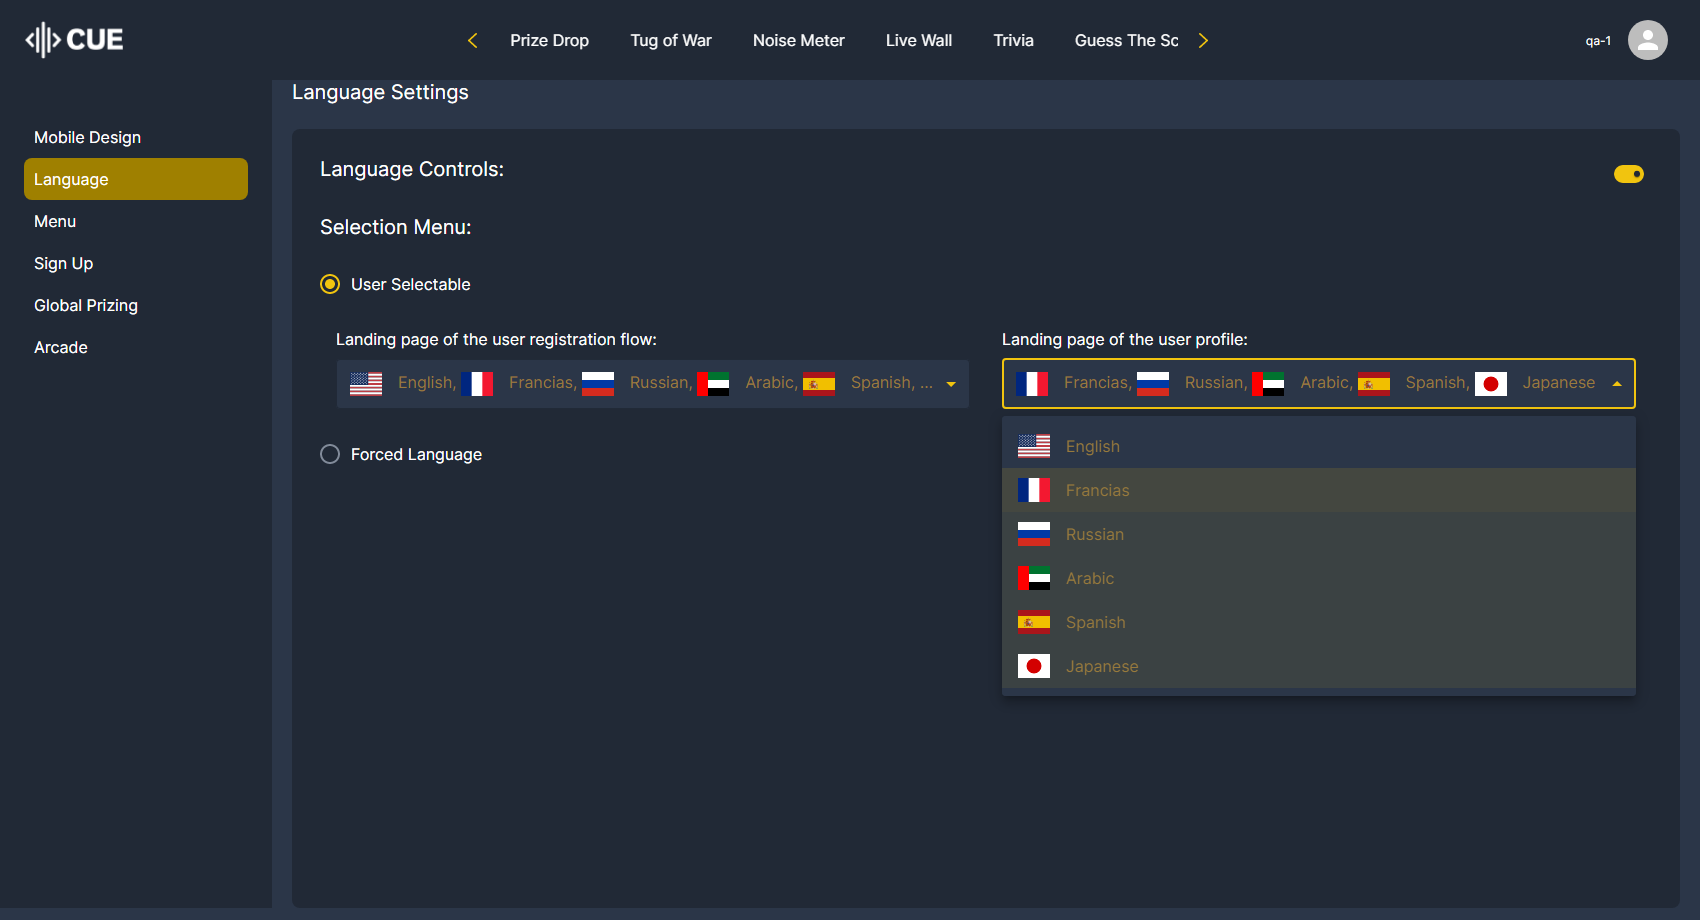 CUE
Prize Drop Tug of War Noise Meter Live Wall Trivia Guess The Sc
qa-1
Language Settings
Mobile Design
Language
Menu
Sign Up
Global Prizing
Arcade
Language Controls:
Selection Menu:
User Selectable
Landing page of the user registration flow:
English, Francias, Russian, Arabic, Spanish, ...
Landing page of the user profile:
Francias, Russian, Arabic, Spanish, Japanese
English
Francias
Russian
Arabic
Spanish
Japanese
Forced Language